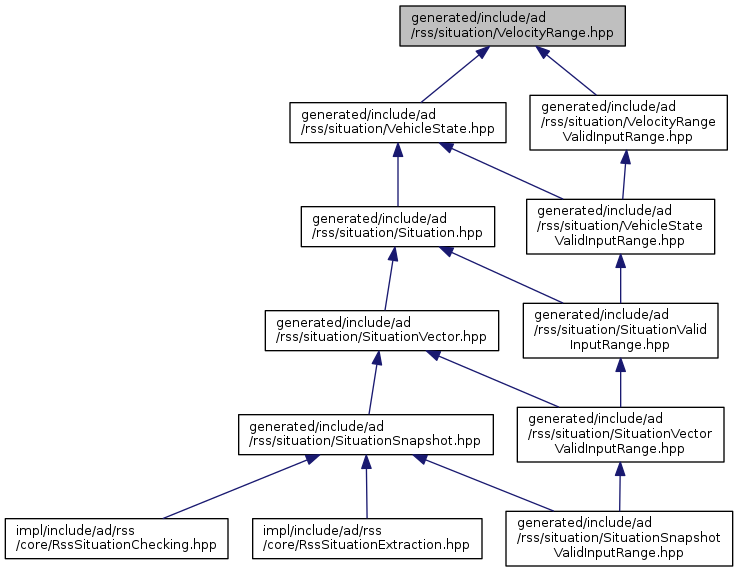 generated/include/ad
/rss/situation/VelocityRange.hpp
generated/include/ad
/rss/situation/VehicleState.hpp
generated/include/ad
/rss/situation/VelocityRange
ValidInputRange.hpp
generated/include/ad
/rss/situation/Situation.hpp
generated/include/ad
/rss/situation/VehicleState
ValidInputRange.hpp
generated/include/ad
/rss/situation/SituationVector.hpp
generated/include/ad
/rss/situation/SituationValid
InputRange.hpp
generated/include/ad
/rss/situation/SituationSnapshot.hpp
generated/include/ad
/rss/situation/SituationVector
ValidInputRange.hpp
impl/include/ad/rss
/core/RssSituationChecking.hpp
impl/include/ad/rss
/core/RssSituationExtraction.hpp
generated/include/ad
/rss/situation/SituationSnapshot
ValidInputRange.hpp